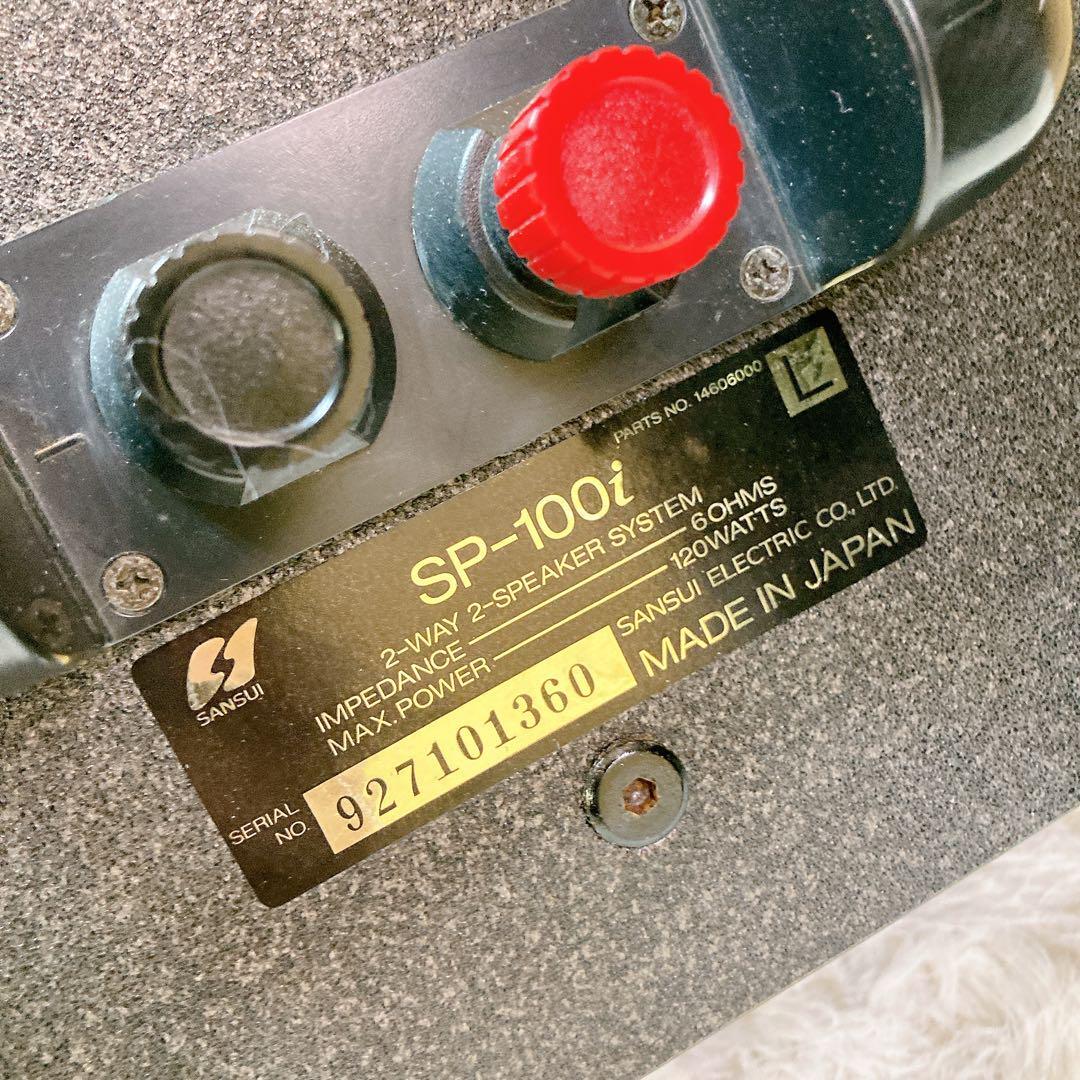 PARTS NO. 14606000
L
SP-100i
2-WAY 2-SPEAKER SYSTEM
IMPEDANCE 6OHMS
MAX. POWER 120WATTS
SANSUI ELECTRIC CO., LTD.
MADE IN JAPAN
SANSUI
SERIAL NO. 927101360